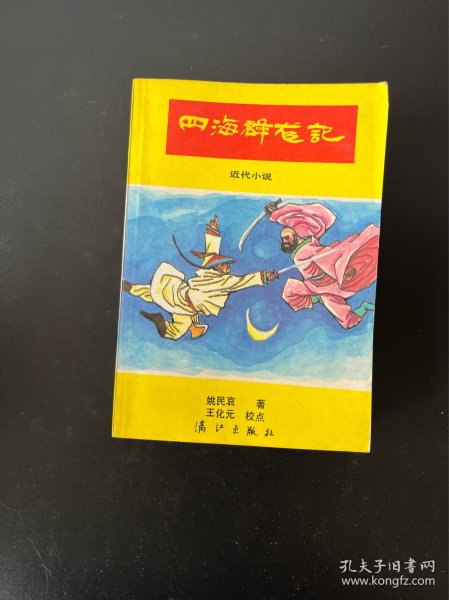 四海群龙记
近代小说
姚民哀 著
王化元 校点
漓江出版社
孔夫子旧书网
www.kongfz.com